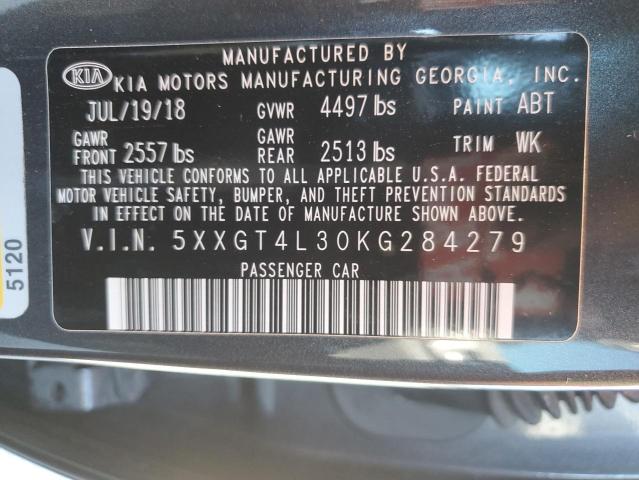 MANUFACTURED BY
KIA KIA MOTORS MANUFACTURING GEORGIA, INC.
JUL/19/18 GVWR 4497 lbs PAINT ABT
GAWR FRONT 2557 lbs GAWR REAR 2513 lbs TRIM WK
THIS VEHICLE CONFORMS TO ALL APPLICABLE U.S.A. FEDERAL
MOTOR VEHICLE SAFETY, BUMPER, AND THEFT PREVENTION STANDARDS
IN EFFECT ON THE DATE OF MANUFACTURE SHOWN ABOVE.
V.I.N. 5XXGT4L30KG284279
PASSENGER CAR
5120